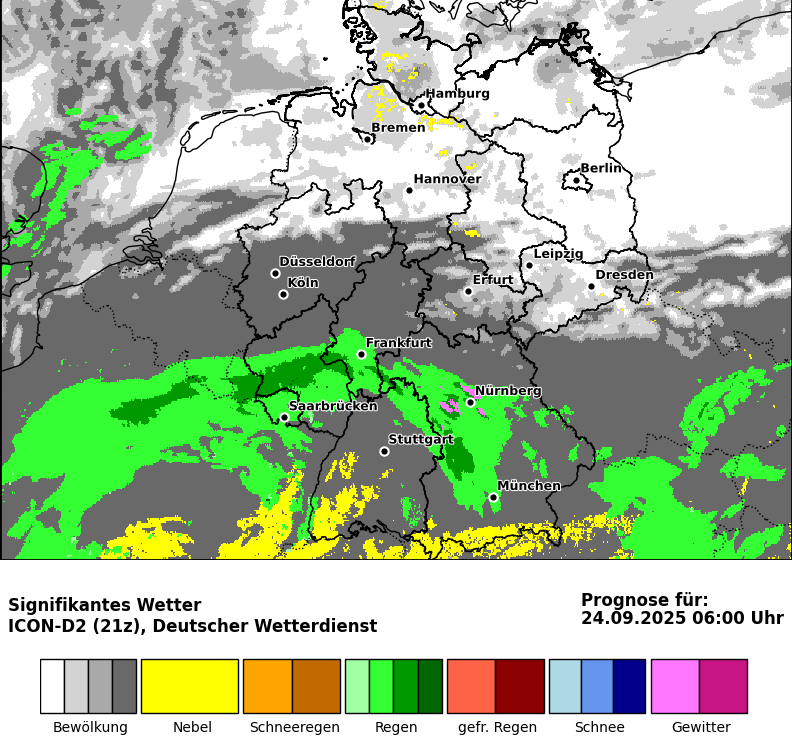 Hamburg
Bremen
Berlin
Hannover
Leipzig
Düsseldorf
Dresden
Köln
Erfurt
Frankfurt
Nürnberg
Saarbrücken
Stuttgart
München
Signifikantes Wetter
ICON-D2 (21z), Deutscher Wetterdienst
Prognose für:
24.09.2025 06:00 Uhr
Bewölkung Nebel Schneeregen Regen gefr. Regen Schnee Gewitter